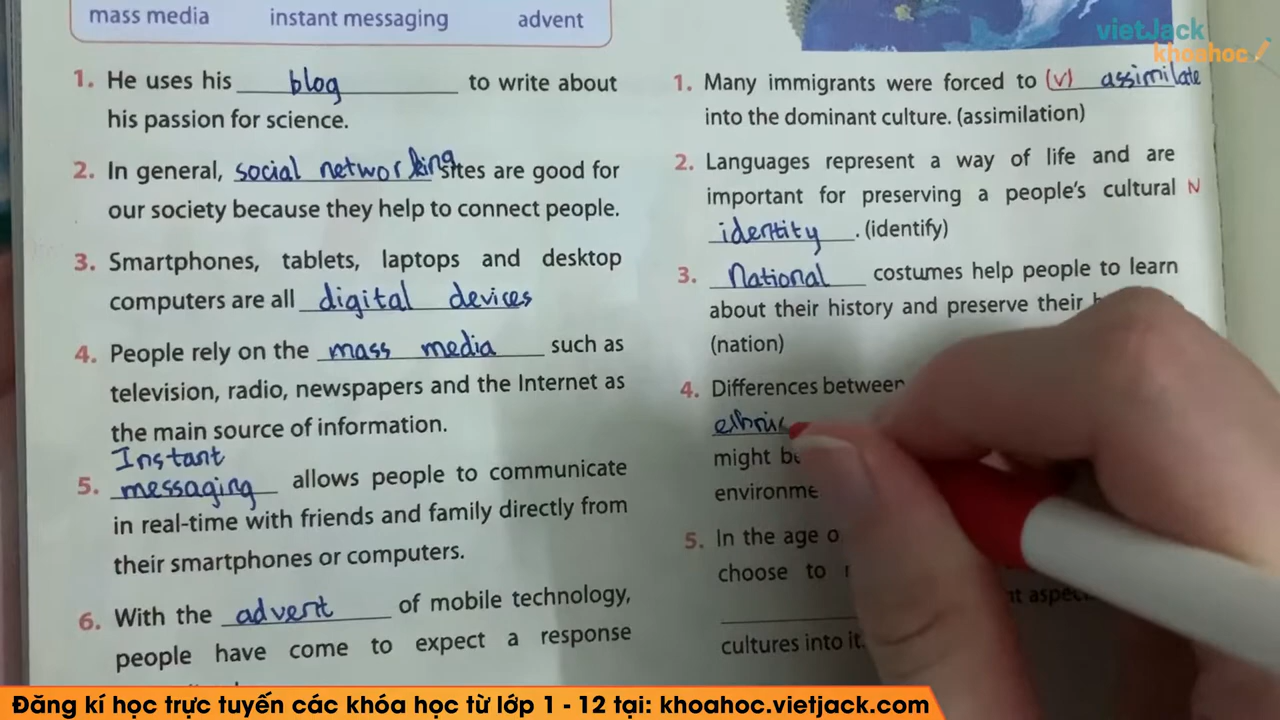 mass media instant messaging advent
1. He uses his blog to write about
his passion for science.
2. In general, social networking sites are good for
our society because they help to connect people.
3. Smartphones, tablets, laptops and desktop
computers are all digital devices
4. People rely on the mass media such as
television, radio, newspapers and the Internet as
the main source of information.
Instant
5. messaging allows people to communicate
in real-time with friends and family directly from
their smartphones or computers.
6. With the advent of mobile technology,
people have come to expect a response
vietJack
khoahoc
1. Many immigrants were forced to (v) assimilate
into the dominant culture. (assimilation)
2. Languages represent a way of life and are
important for preserving a people's cultural N
identity. (identify)
3. National costumes help people to learn
about their history and preserve their
(nation)
4. Differences between
might
5. In the age
choose to
cultures into it.
Đăng kí học trực tuyến các khóa học từ lớp 1 - 12 tại: khoahoc.vietjack.com